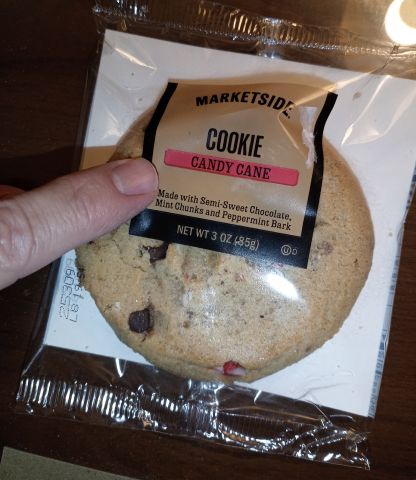 MARKETSIDE
COOKIE
CANDY CANE
Made with Semi-Sweet Chocolate,
Mint Chunks and Peppermint Bark
NET WT 3 OZ (85g)
U D